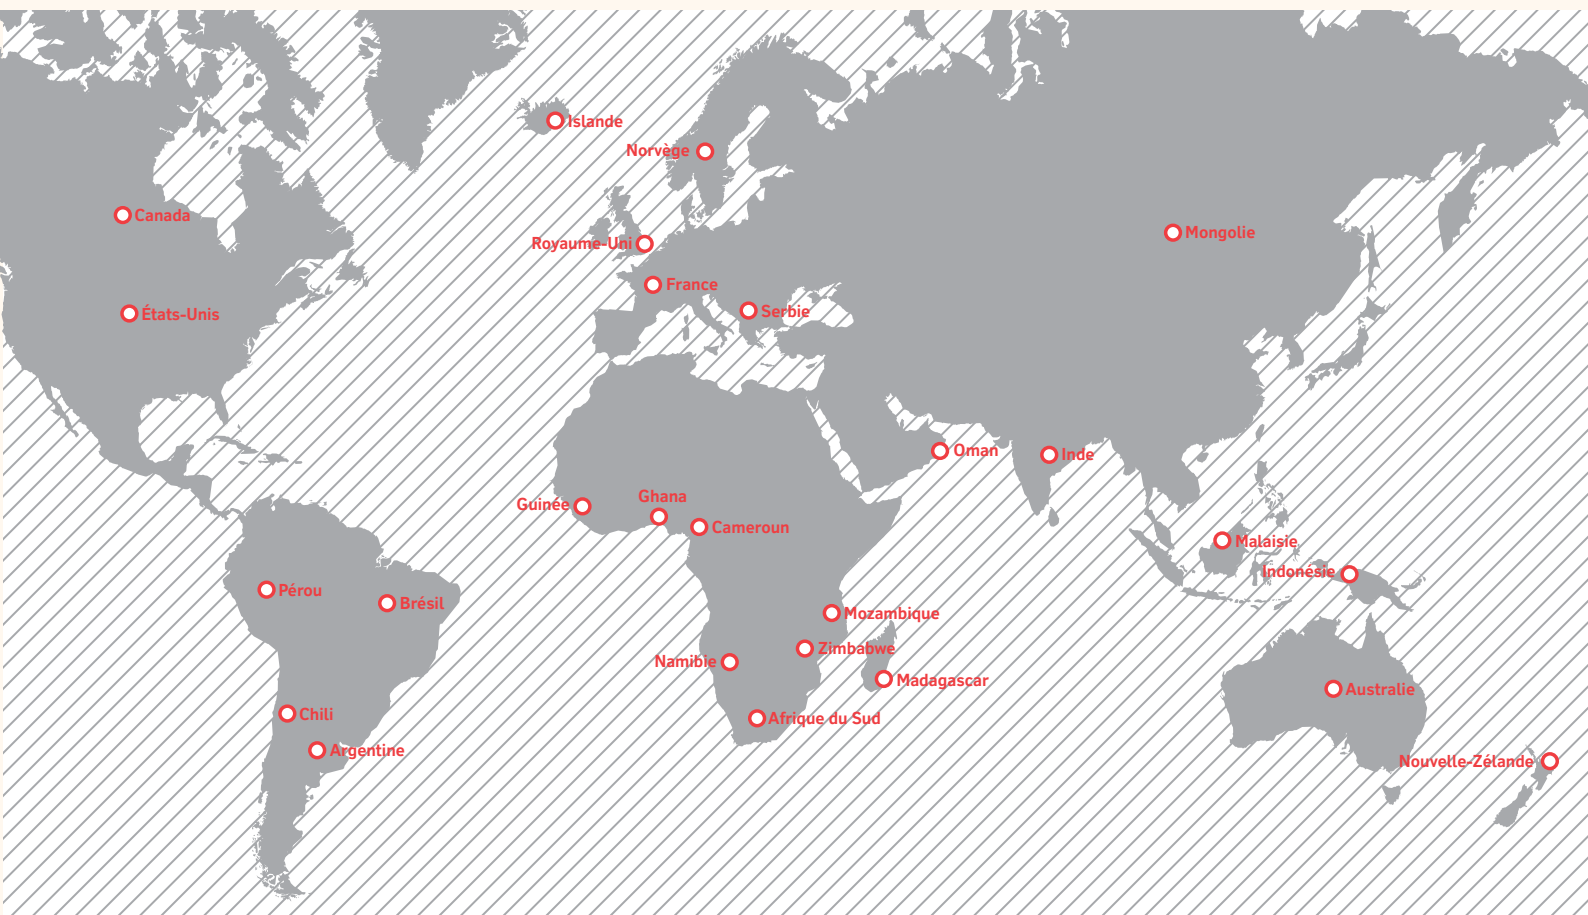 Islande
Norvège
Canada
Mongolie
Royaume-Uni
France
Serbie
États-Unis
Oman
Inde
Ghana
Guinée
Cameroun
Malaisie
Indonésie
Pérou
Brésil
Mozambique
Zimbabwe
Namibie
Madagascar
Australie
Chili
Afrique du Sud
Argentine
Nouvelle-Zélande